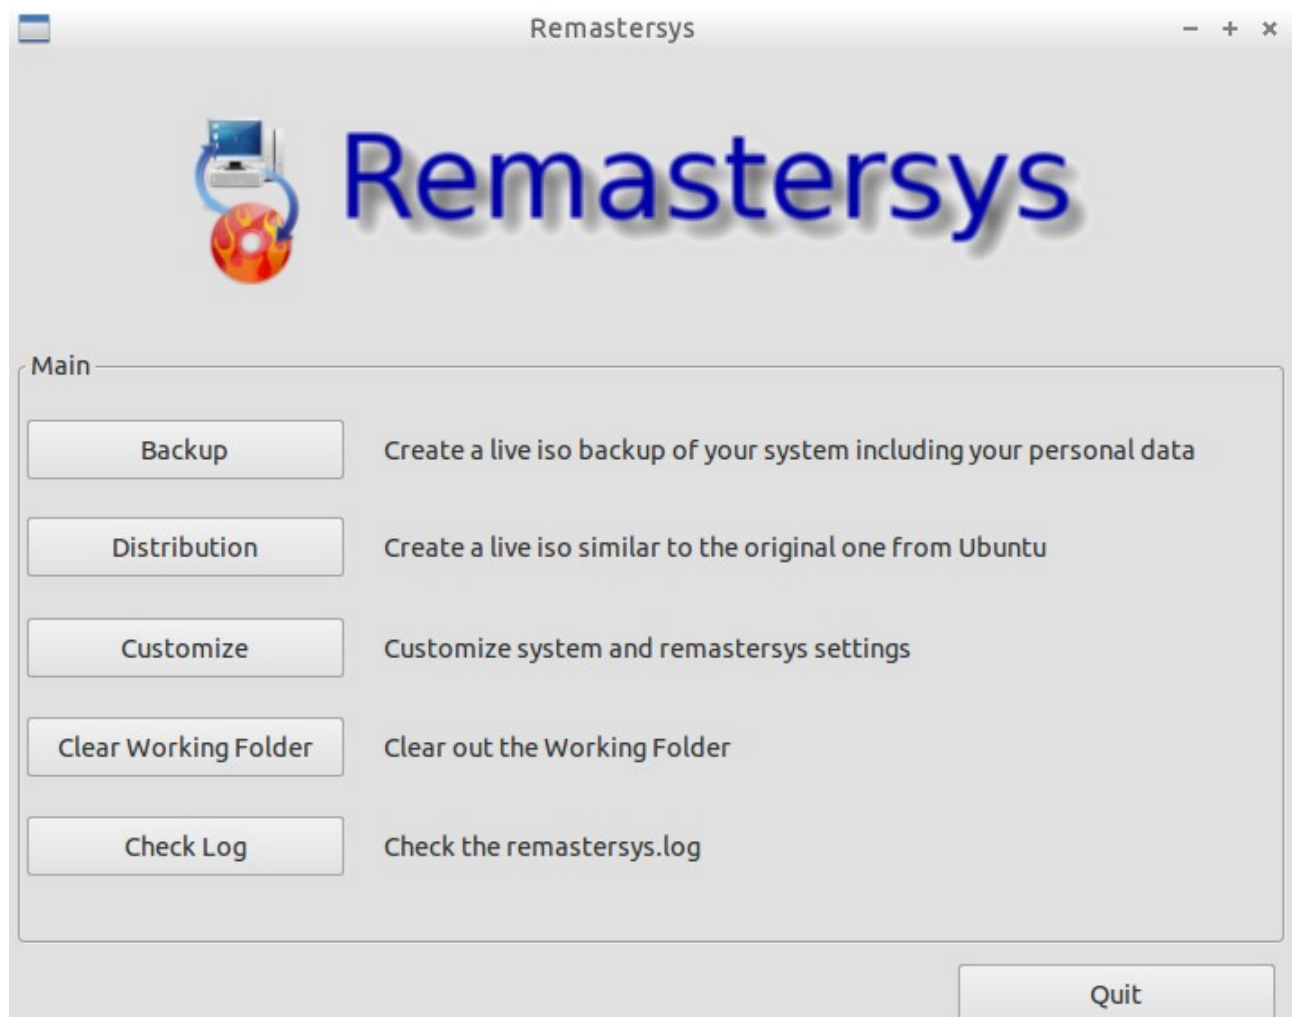 Remastersys
Remastersys
Main
Backup Create a live iso backup of your system including your personal data
Distribution Create a live iso similar to the original one from Ubuntu
Customize Customize system and remastersys settings
Clear Working Folder Clear out the Working Folder
Check Log Check the remastersys.log
Quit